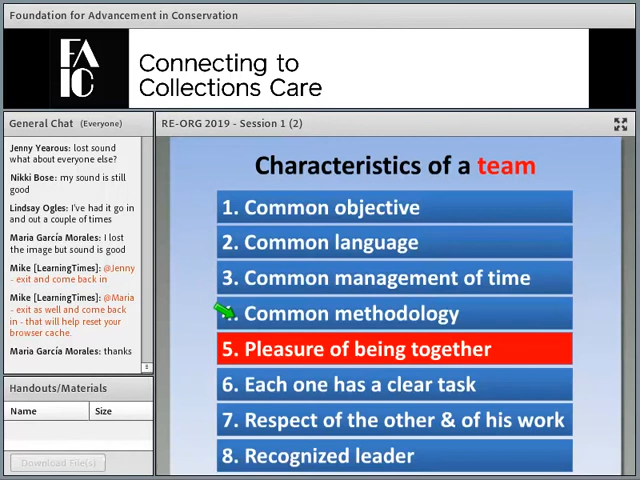 Foundation for Advancement in Conservation
FA
IC
Connecting to
Collections Care
General Chat (Everyone)
Jenny Yearous: lost sound
what about everyone else?
Nikki Bose: my sound is still
good
Lindsay Ogles: I've had it go in
and out a couple of times
Maria García Morales: I lost
the image but sound is good
Mike [LearningTimes]: @Jenny
- exit and come back in
Mike [LearningTimes]: @Maria
- exit as well and come back
in - that will help reset your
browser cache.
Maria García Morales: thanks
Handouts/Materials
Name Size
Download File(s)
RE-ORG 2019 - Session 1 (2)
Characteristics of a team
1. Common objective
2. Common language
3. Common management of time
4. Common methodology
5. Pleasure of being together
6. Each one has a clear task
7. Respect of the other & of his work
8. Recognized leader